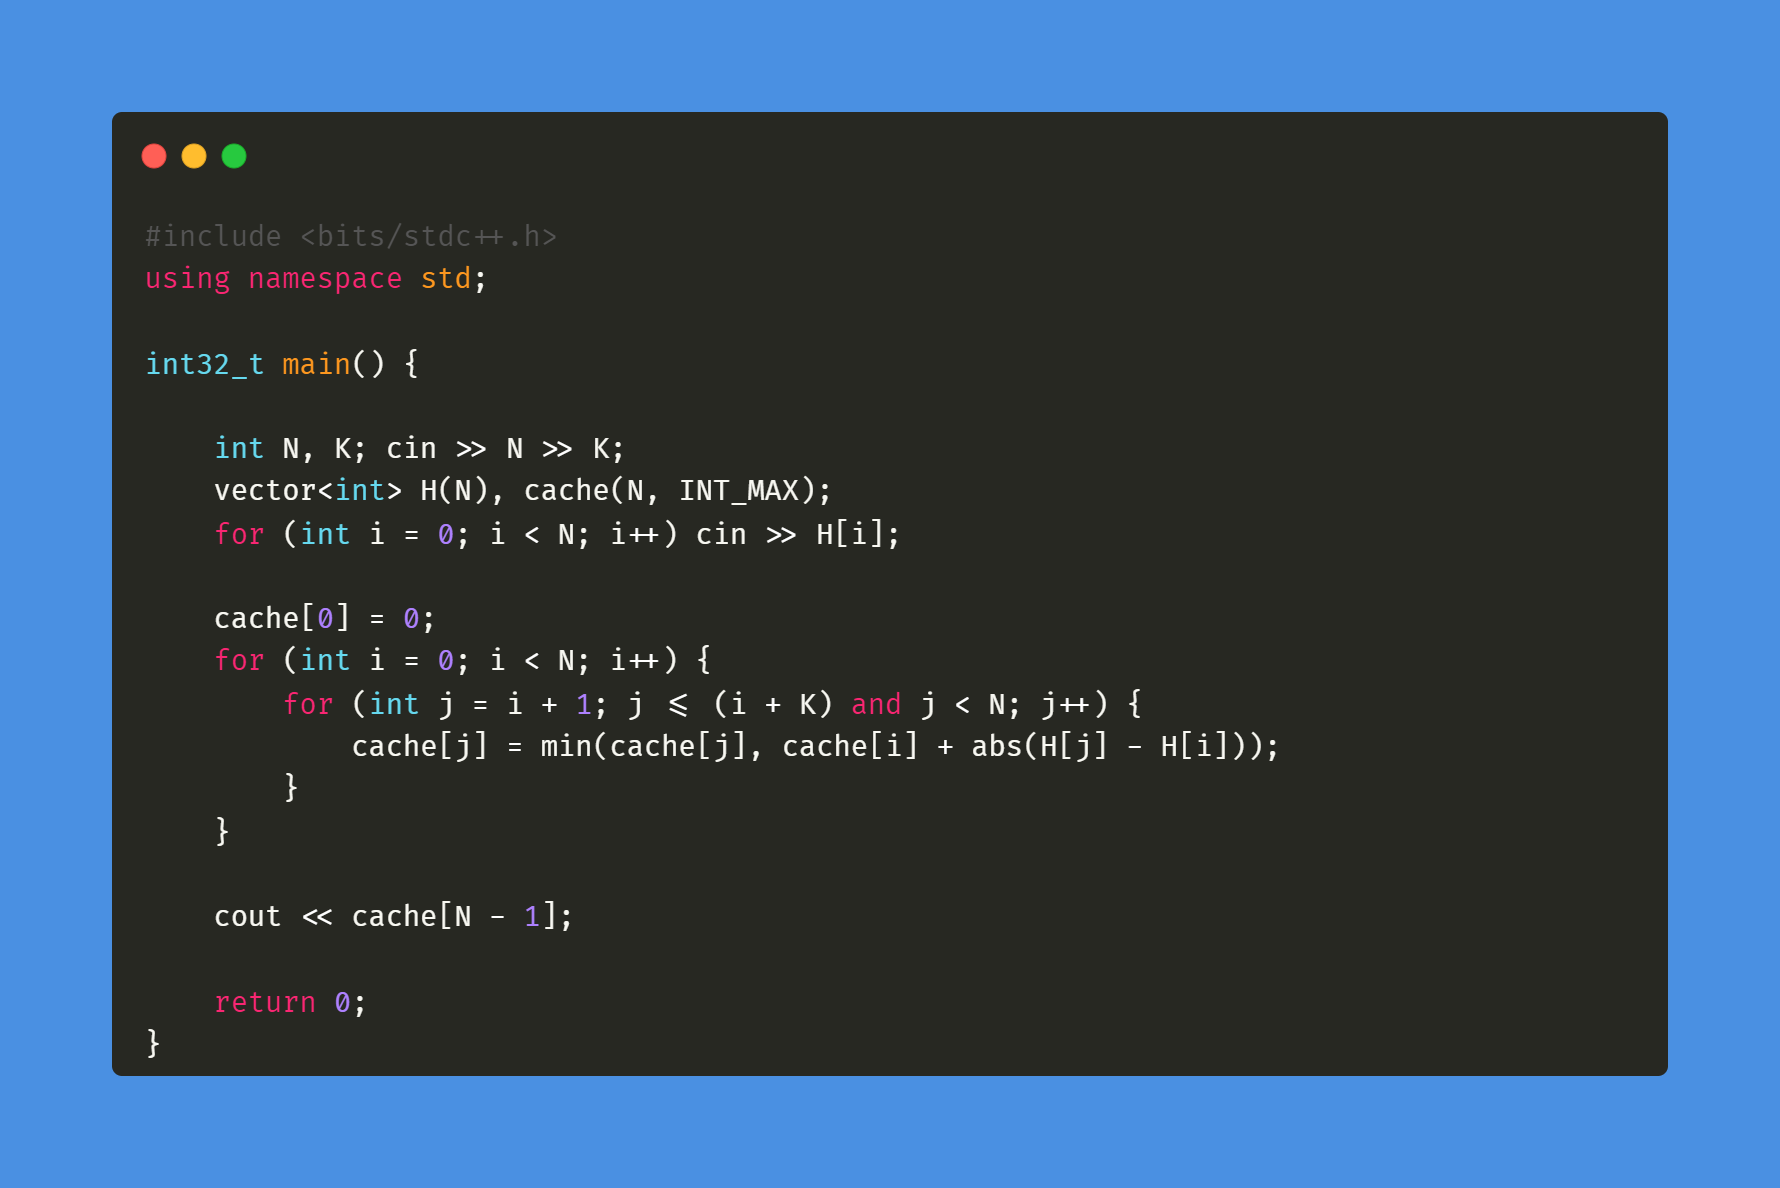 #include <bits/stdc++.h>
using namespace std;

int32_t main() {

    int N, K; cin >> N >> K;
    vector<int> H(N), cache(N, INT_MAX);
    for (int i = 0; i < N; i++) cin >> H[i];

    cache[0] = 0;
    for (int i = 0; i < N; i++) {
        for (int j = i + 1; j <= (i + K) and j < N; j++) {
            cache[j] = min(cache[j], cache[i] + abs(H[j] - H[i]));
        }
    }

    cout << cache[N - 1];

    return 0;
}